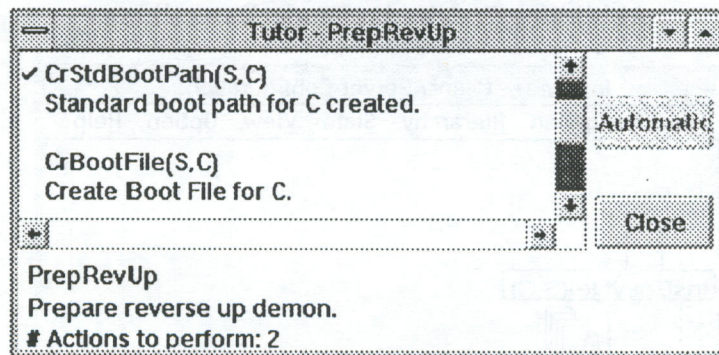 Tutor - PrepRevUp
✓ CrStdBootPath(S,C)
Standard boot path for C created.
Automatic
CrBootFile(S,C)
Create Boot File for C.
Close
PrepRevUp
Prepare reverse up demon.
# Actions to perform: 2